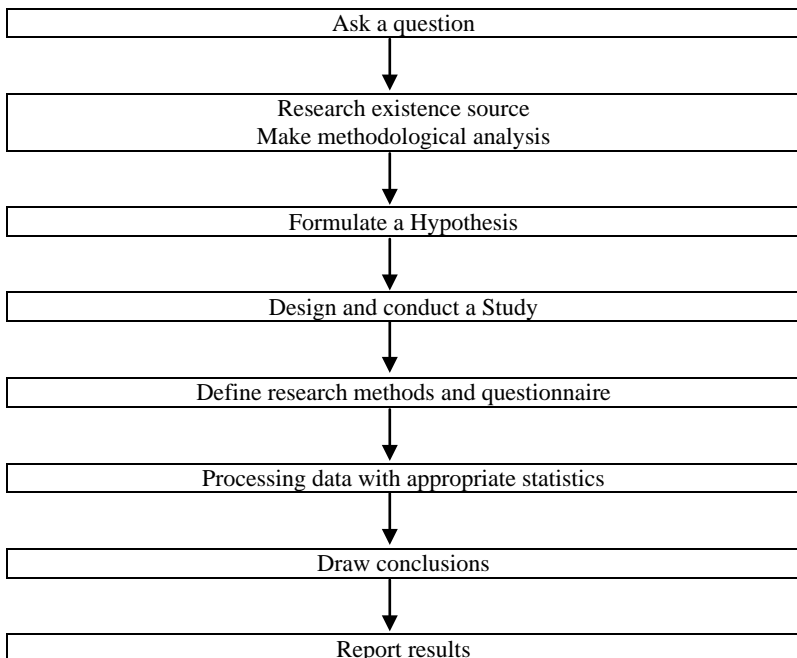 Ask a question
Research existence source
Make methodological analysis
Formulate a Hypothesis
Design and conduct a Study
Define research methods and questionnaire
Processing data with appropriate statistics
Draw conclusions
Report results